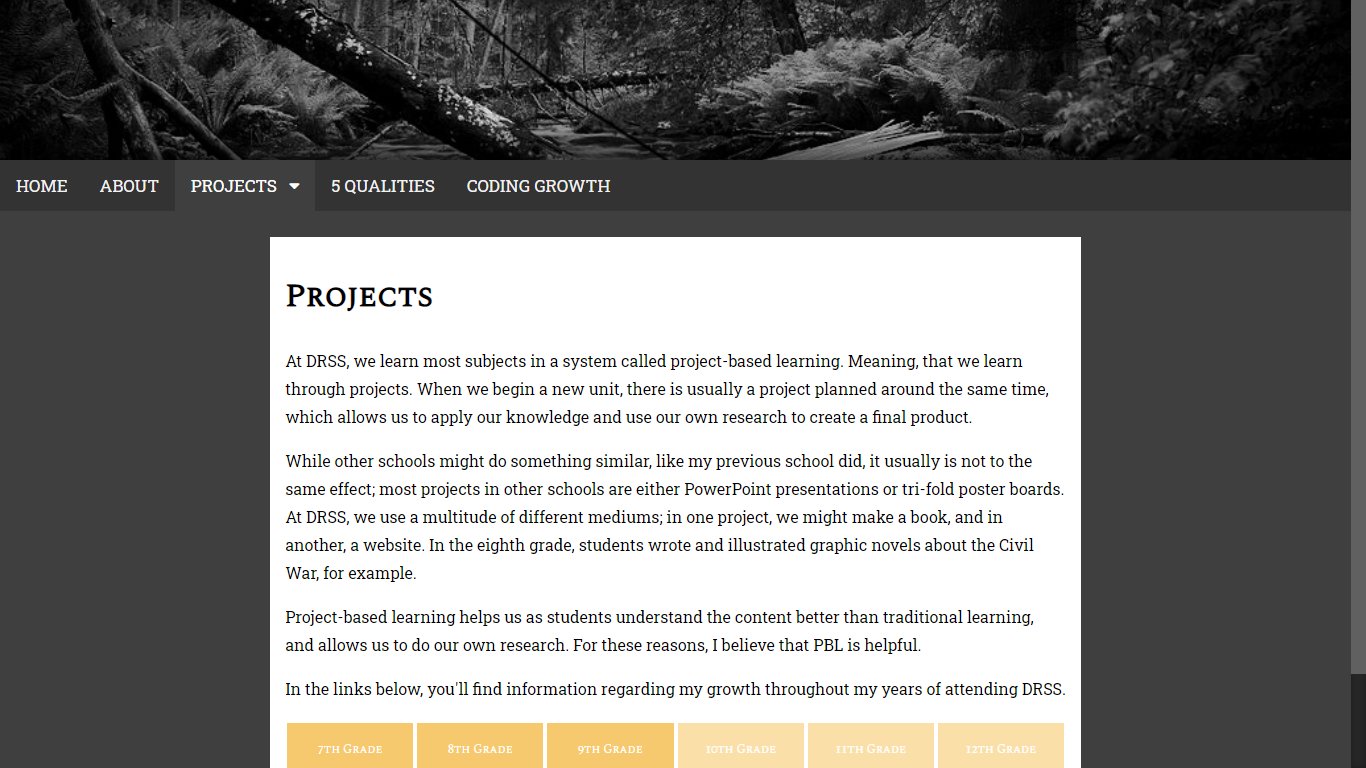 HOME ABOUT PROJECTS 5 QUALITIES CODING GROWTH
Projects
At DRSS, we learn most subjects in a system called project-based learning. Meaning, that we learn
through projects. When we begin a new unit, there is usually a project planned around the same time,
which allows us to apply our knowledge and use our own research to create a final product.
While other schools might do something similar, like my previous school did, it usually is not to the
same effect; most projects in other schools are either PowerPoint presentations or tri-fold poster boards.
At DRSS, we use a multitude of different mediums; in one project, we might make a book, and in
another, a website. In the eighth grade, students wrote and illustrated graphic novels about the Civil
War, for example.
Project-based learning helps us as students understand the content better than traditional learning,
and allows us to do our own research. For these reasons, I believe that PBL is helpful.
In the links below, you'll find information regarding my growth throughout my years of attending DRSS.
7th Grade 8th Grade 9th Grade 10th Grade 11th Grade 12th Grade